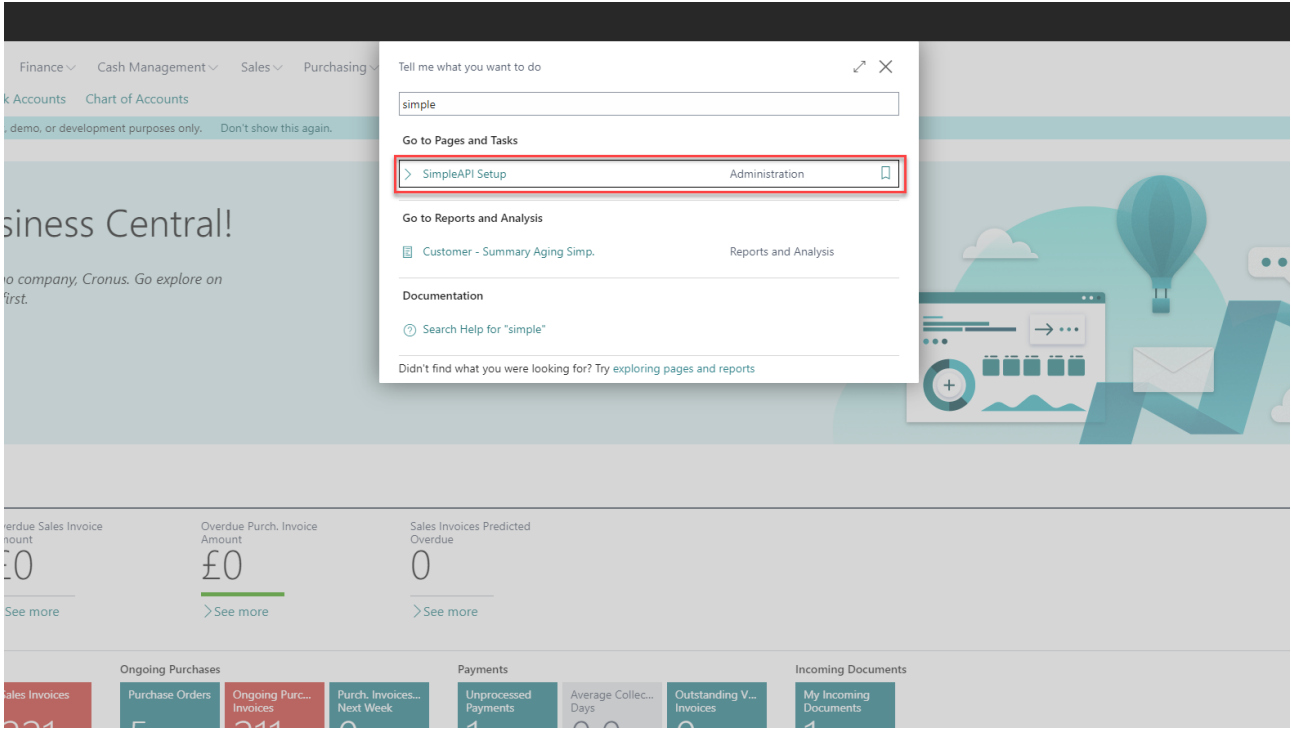 Finance Cash Management Sales Purchasing
k Accounts Chart of Accounts
, demo, or development purposes only. Don't show this again.
Tell me what you want to do
simple
Go to Pages and Tasks
SimpleAPI Setup Administration
Go to Reports and Analysis
Customer - Summary Aging Simp. Reports and Analysis
Documentation
Search Help for "simple"
Didn't find what you were looking for? Try exploring pages and reports
siness Central!
no company, Cronus. Go explore on
first.
verdue Sales Invoice
mount
£0
See more
Overdue Purch. Invoice
Amount
£0
See more
Sales Invoices Predicted
Overdue
0
See more
Ongoing Purchases
Payments
Incoming Documents
Sales Invoices
Purchase Orders
Ongoing Purc...
Invoices
Purch. Invoices...
Next Week
Unprocessed
Payments
Average Collec...
Days
Outstanding V...
Invoices
My Incoming
Documents